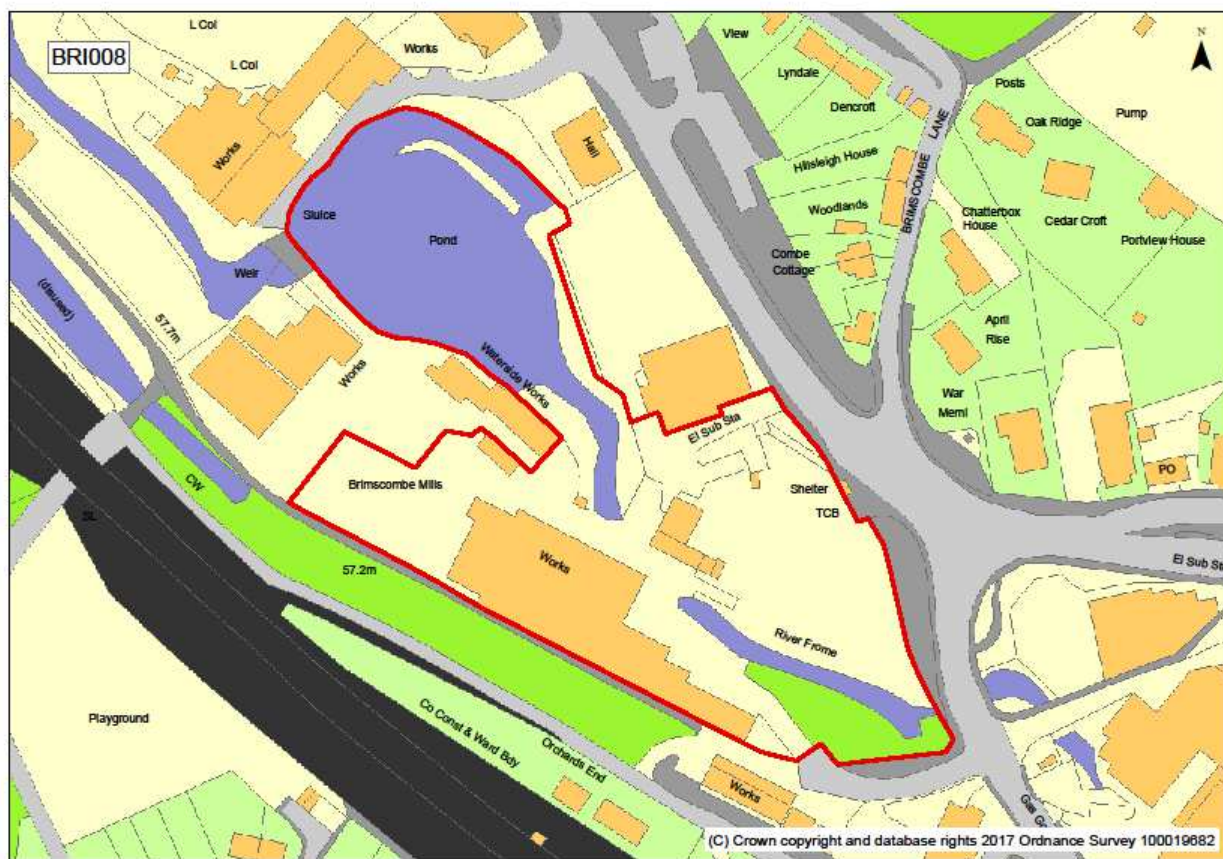 BRI008
L Col
L Col
Works
View
Lyndale
Dencroft
Posts
Oak Ridge
Pump
N
Works
Hall
Hillsleigh House
BRIMSCOMBE LANE
Woodlands
Chatterbox
House
Cedar Croft
Portview House
Sluice
Pond
Combe
Cottage
Weir
(disused)
57.7m
Works
Waterside Works
April
Rise
War
Meml
El Sub Sta
PO
CW
Brimscombe Mills
Shelter
TCB
SL
57.2m
Works
El Sub Sta
River Frome
Playground
Co Const & Ward Bdy
Orchards End
Works
(C) Crown copyright and database rights 2017 Ordnance Survey 100019682